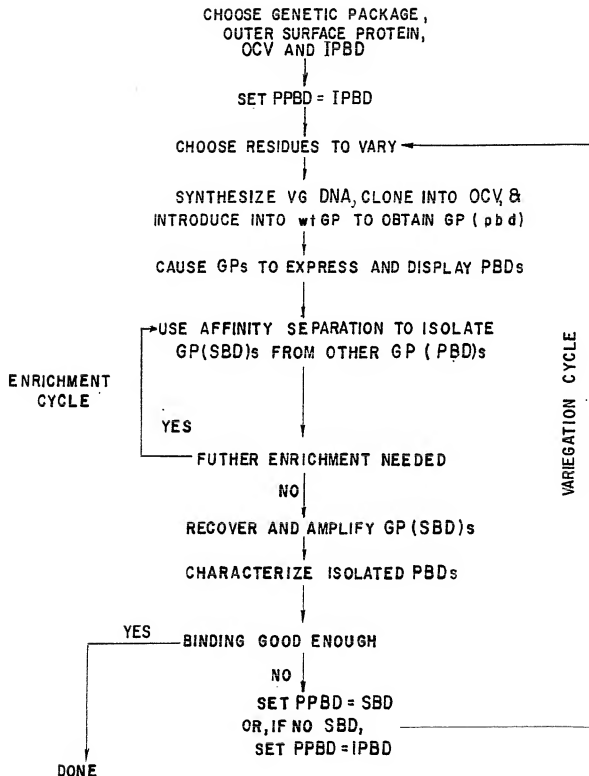 CHOOSE GENETIC PACKAGE,
OUTER SURFACE PROTEIN,
OCV AND IPBD
SET PPBD = IPBD
CHOOSE RESIDUES TO VARY
SYNTHESIZE VG DNA, CLONE INTO OCV, &
INTRODUCE INTO wtGP TO OBTAIN GP (pbd)
CAUSE GPs TO EXPRESS AND DISPLAY PBDs
USE AFFINITY SEPARATION TO ISOLATE
GP(SBD)s FROM OTHER GP (PBD)s
ENRICHMENT
CYCLE
YES
FUTHER ENRICHMENT NEEDED
NO
RECOVER AND AMPLIFY GP (SBD)s
CHARACTERIZE ISOLATED PBDs
YES
BINDING GOOD ENOUGH
NO
SET PPBD = SBD
OR, IF NO SBD,
SET PPBD = IPBD
DONE
VARIEGATION CYCLE